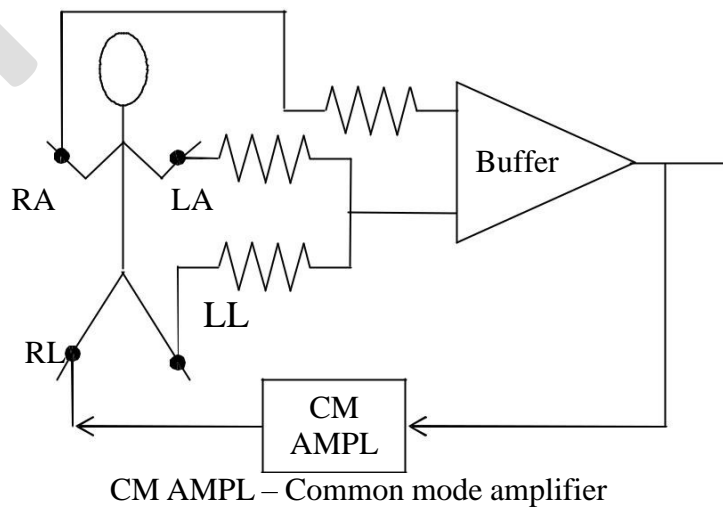 Buffer
RA
LA
LL
RL
CM
AMPL
CM AMPL – Common mode amplifier